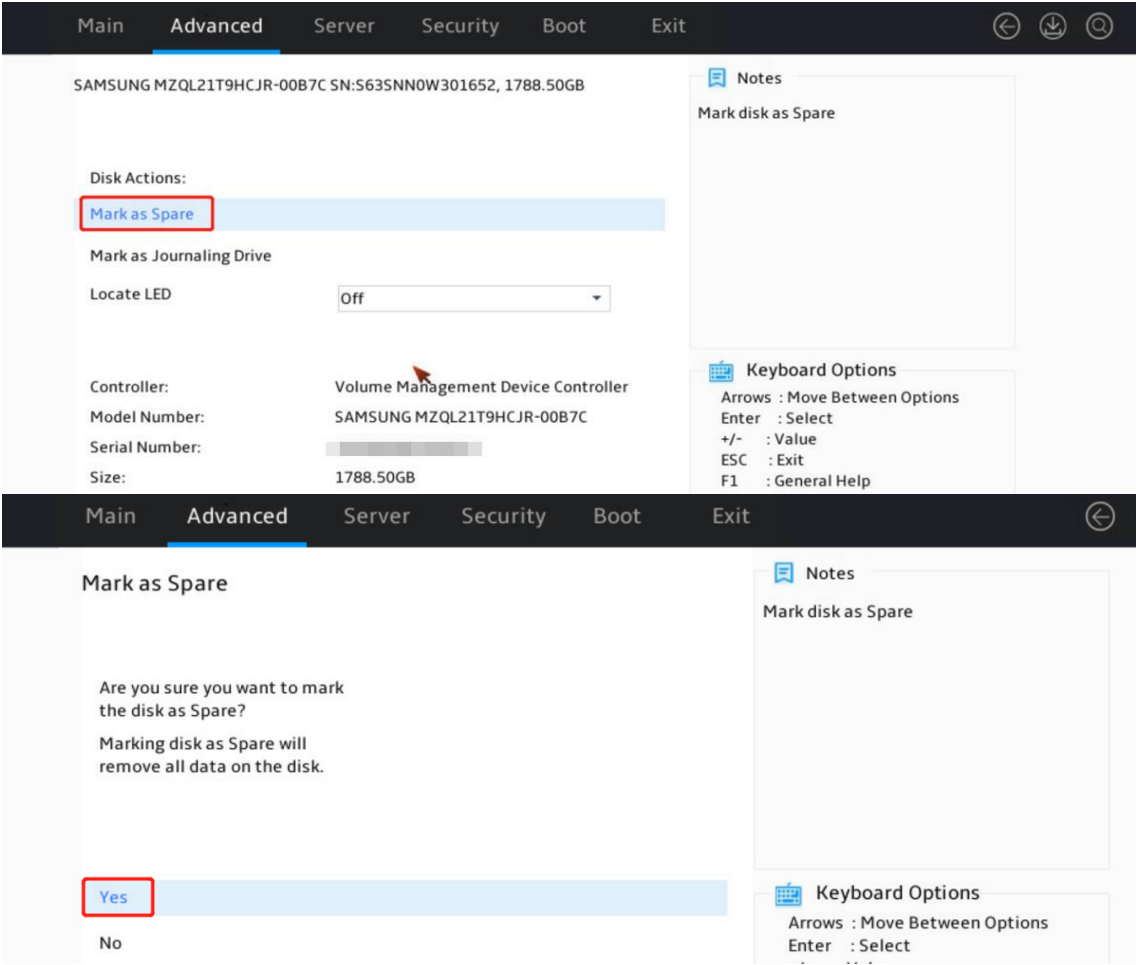 Main Advanced Server Security Boot Exit
SAMSUNG MZQL21T9HCJR-00B7C SN:S63SNN0W301652, 1788.50GB
Notes
Mark disk as Spare
Disk Actions:
Mark as Spare
Mark as Journaling Drive
Locate LED Off
Controller: Volume Management Device Controller
Model Number: SAMSUNG MZQL21T9HCJR-00B7C
Serial Number:
Size: 1788.50GB
Keyboard Options
Arrows : Move Between Options
Enter : Select
+/- : Value
ESC : Exit
F1 : General Help
Main Advanced Server Security Boot Exit
Mark as Spare
Notes
Mark disk as Spare
Are you sure you want to mark
the disk as Spare?
Marking disk as Spare will
remove all data on the disk.
Yes
No
Keyboard Options
Arrows : Move Between Options
Enter : Select